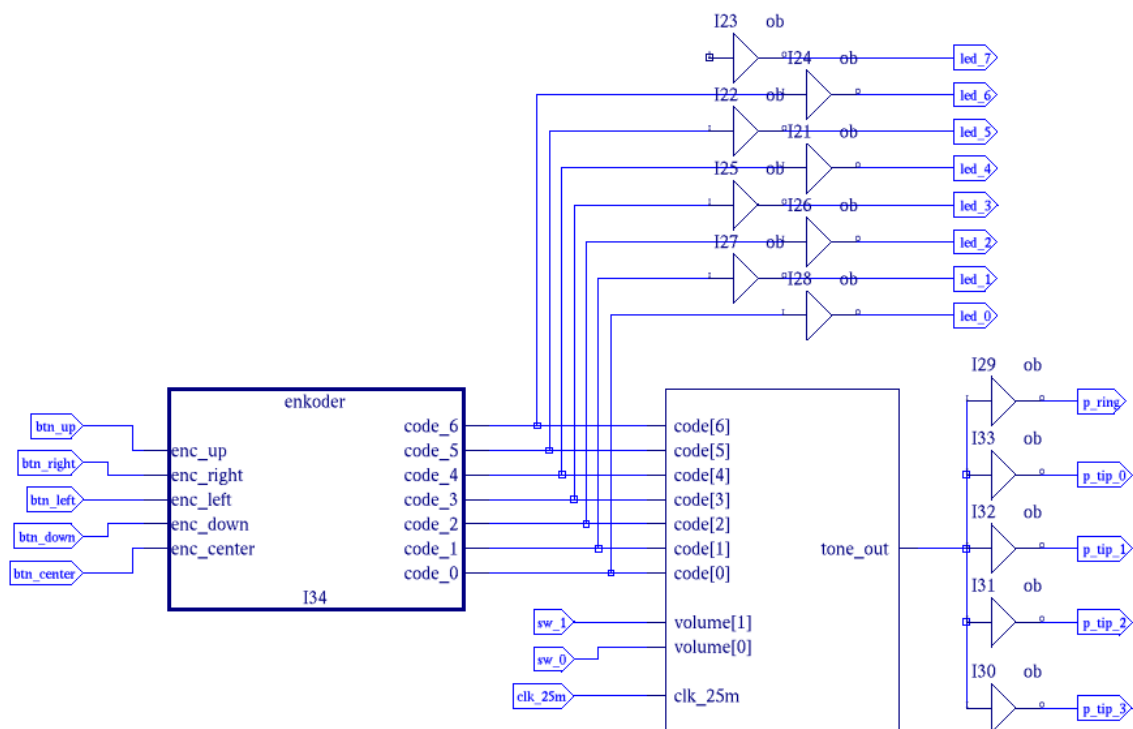 I23 ob
led_7
I24 ob
led_6
I22 ob
led_5
I21 ob
led_4
I25 ob
led_3
I26 ob
led_2
I27 ob
led_1
I28 ob
led_0
enkoder
btn_up
btn_right
btn_left
btn_down
btn_center
enc_up
enc_right
enc_left
enc_down
enc_center
code_6
code_5
code_4
code_3
code_2
code_1
code_0
I34
code[6]
code[5]
code[4]
code[3]
code[2]
code[1]
code[0]
sw_1
volume[1]
sw_0
volume[0]
clk_25m
clk_25m
tone_out
I29 ob
p_ring
I33 ob
p_tip_0
I32 ob
p_tip_1
I31 ob
p_tip_2
I30 ob
p_tip_3